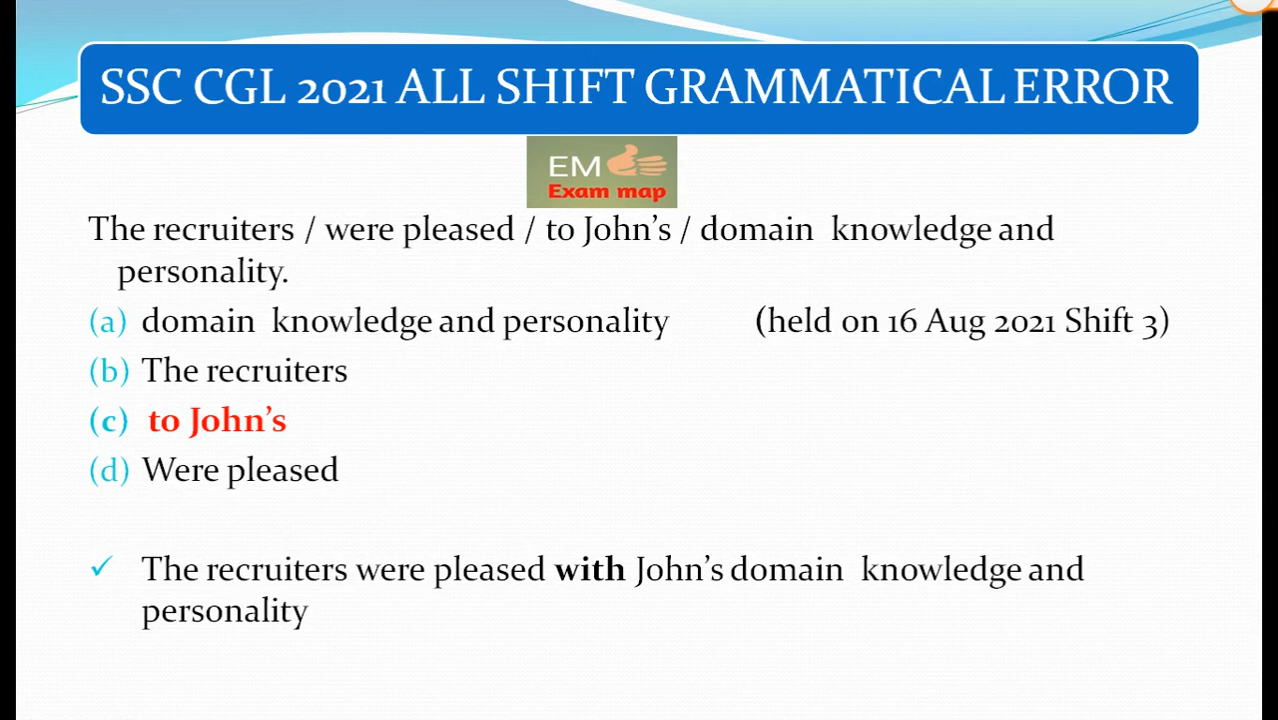 SSC CGL 2021 ALL SHIFT GRAMMATICAL ERROR
EM
Exam map
The recruiters / were pleased / to John's / domain knowledge and
personality.
(a) domain knowledge and personality (held on 16 Aug 2021 Shift 3)
(b) The recruiters
(c) to John's
(d) Were pleased
✓ The recruiters were pleased with John's domain knowledge and
personality